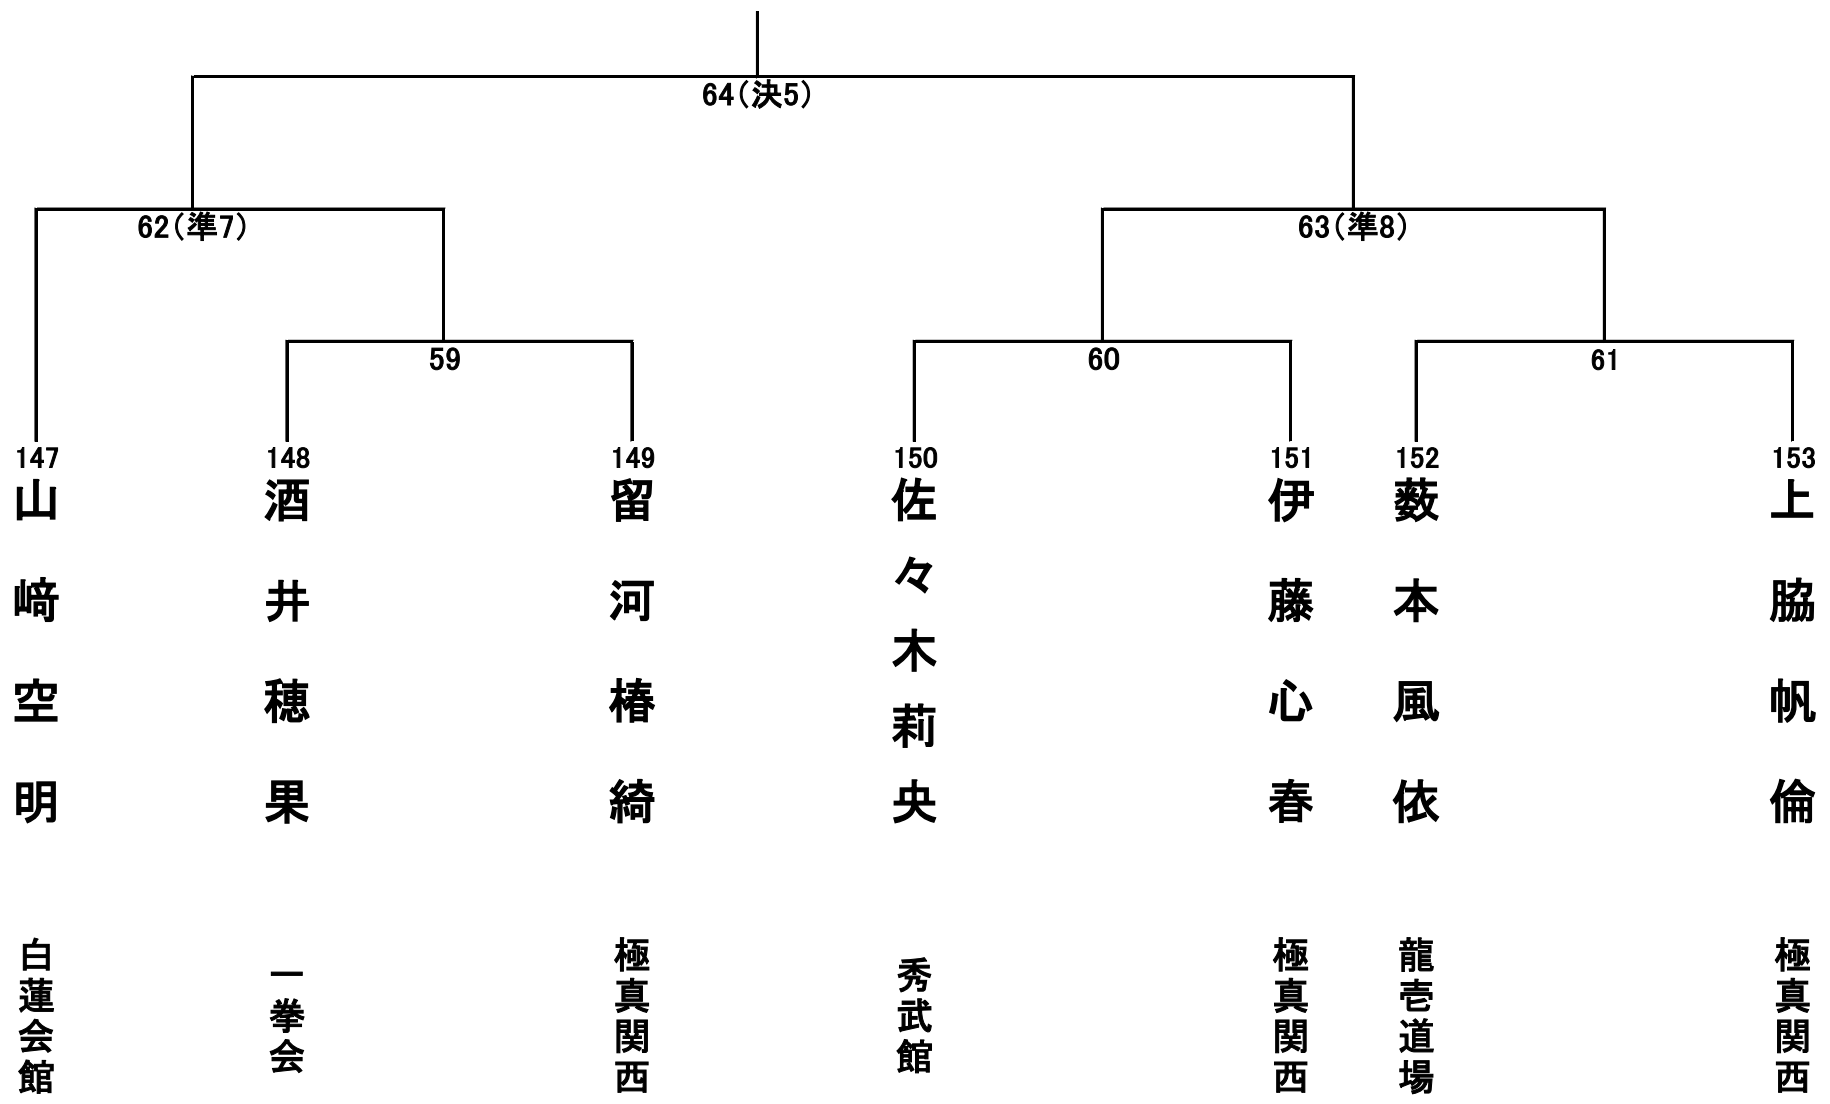 64(決5)
62(準7)
63(準8)
59
60
61
147
148
149
150
151
152
153
山﨑空明
酒井穂果
留河椿綺
佐々木莉央
伊藤心春
薮本風依
上脇帆倫
白蓮会館
一拳会
極真関西
秀武館
極真関西
龍壱道場
極真関西